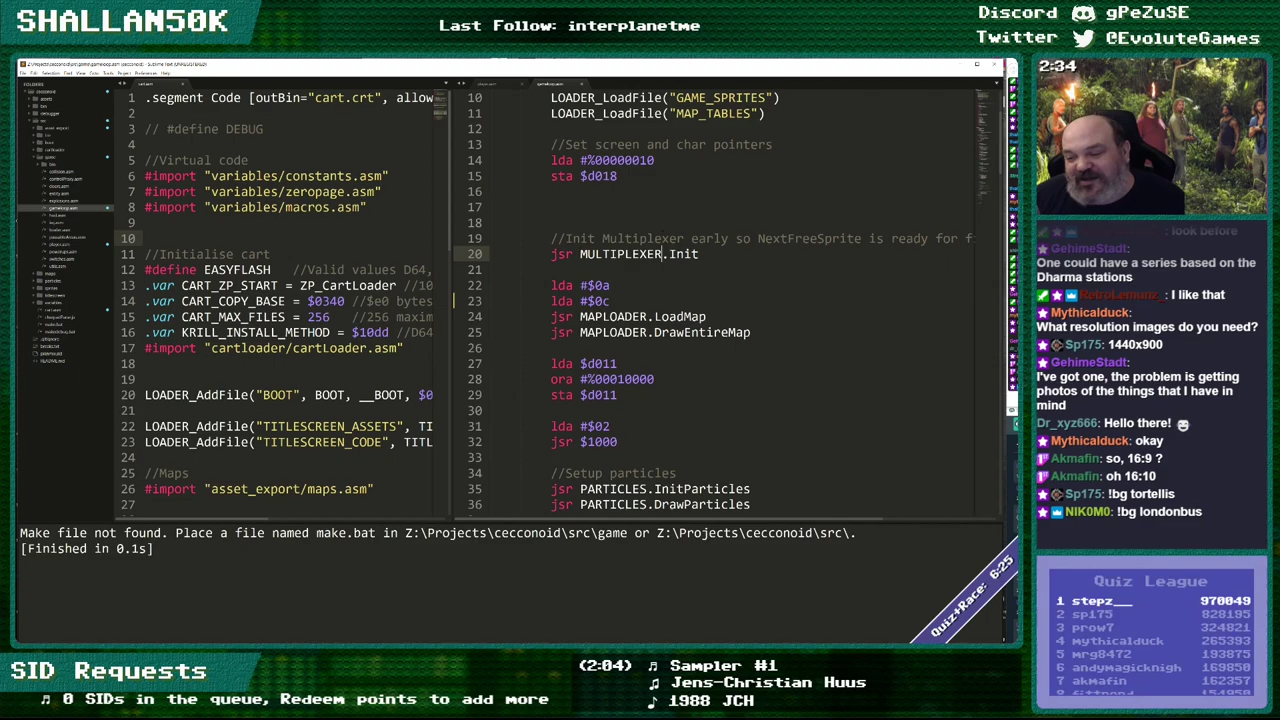 SHALLAN50K
Last Follow: interplanetme
Discord gPeZuSE
Twitter @EvoluteGames
1 .segment Code [outBin="cart.crt", allow
2
3 // #define DEBUG
4
5 //Virtual code
6 #import "variables/constants.asm"
7 #import "variables/zeropage.asm"
8 #import "variables/macros.asm"
9
10
11 //Initialise cart
12 #define EASYFLASH //Valid values D64,
13 .var CART_ZP_START = ZP_CartLoader //10
14 .var CART_COPY_BASE = $0340 //$e0 bytes
15 .var CART_MAX_FILES = 256 //256 maxim
16 .var KRILL_INSTALL_METHOD = $10dd //D64
17 #import "cartloader/cartLoader.asm"
18
19
20 LOADER_AddFile("BOOT", BOOT, __BOOT, $0
21
22 LOADER_AddFile("TITLESCREEN_ASSETS", TI
23 LOADER_AddFile("TITLESCREEN_CODE", TITL
24
25 //Maps
26 #import "asset_export/maps.asm"
27
10 LOADER_LoadFile("GAME_SPRITES")
11 LOADER_LoadFile("MAP_TABLES")
12
13 //Set screen and char pointers
14 lda #%00000010
15 sta $d018
16
17
18
19 //Init Multiplexer early so NextFreeSprite is ready for f
20 jsr MULTIPLEXER.Init
21
22 lda #$0a
23 lda #$0c
24 jsr MAPLOADER.LoadMap
25 jsr MAPLOADER.DrawEntireMap
26
27 lda $d011
28 ora #%00010000
29 sta $d011
30
31 lda #$02
32 jsr $1000
33
34 //Setup particles
35 jsr PARTICLES.InitParticles
36 jsr PARTICLES.DrawParticles
Make file not found. Place a file named make.bat in Z:\Projects\cecconoid\src\game or Z:\Projects\cecconoid\src\.
[Finished in 0.1s]
Quiz+Race: 6:25
2:34
look before
GehimeStadt:
One could have a series based on the
Dharma stations
RetroLemunz_: I like that
Mythicalduck:
What resolution images do you need?
Sp175: 1440x900
GehimeStadt:
I've got one, the problem is getting
photos of the things that I have in
mind
Dr_xyz666: Hello there!
Mythicalduck: okay
Akmafin: so, 16:9 ?
Akmafin: oh 16:10
Sp175: !bg tortellis
NIK0M0: !bg londonbus
Quiz League
1 stepz__ 970049
2 sp175 828195
3 prow7 324821
4 mythicalduck 265393
5 mrg8472 193875
6 andymagicknigh 169850
7 akmafin 162357
SID Requests
0 SIDs in the queue, Redeem points to add more
(2:04) Sampler #1
Jens-Christian Huus
1988 JCH